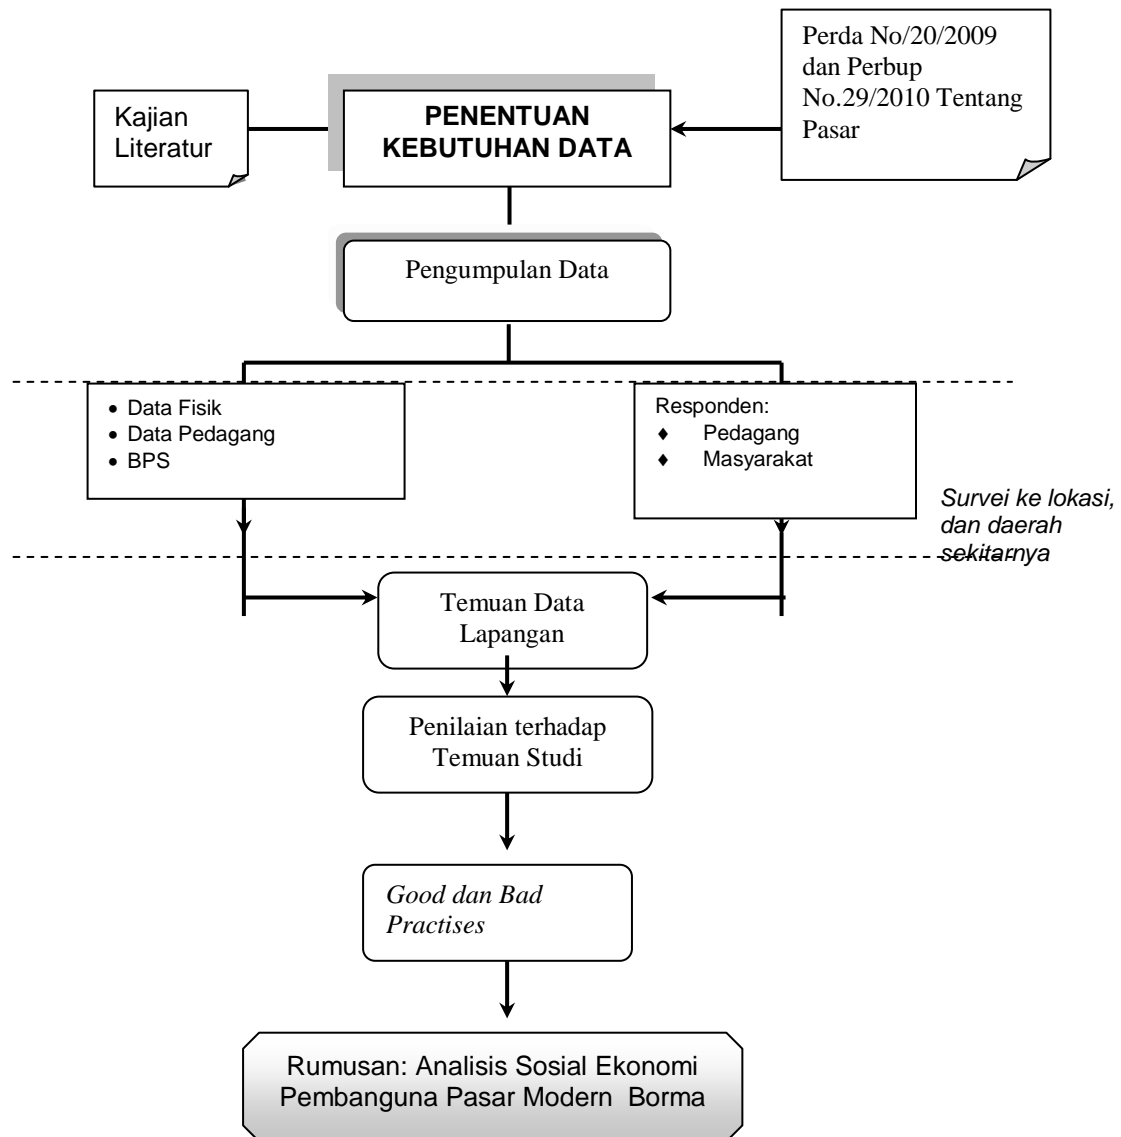 Perda No/20/2009
dan Perbup
No.29/2010 Tentang
Pasar
Kajian
Literatur
PENENTUAN
KEBUTUHAN DATA
Pengumpulan Data
• Data Fisik
• Data Pedagang
• BPS
Responden:
♦ Pedagang
♦ Masyarakat
Survei ke lokasi,
dan daerah
sekitarnya
Temuan Data
Lapangan
Penilaian terhadap
Temuan Studi
Good dan Bad
Practises
Rumusan: Analisis Sosial Ekonomi
Pembanguna Pasar Modern Borma